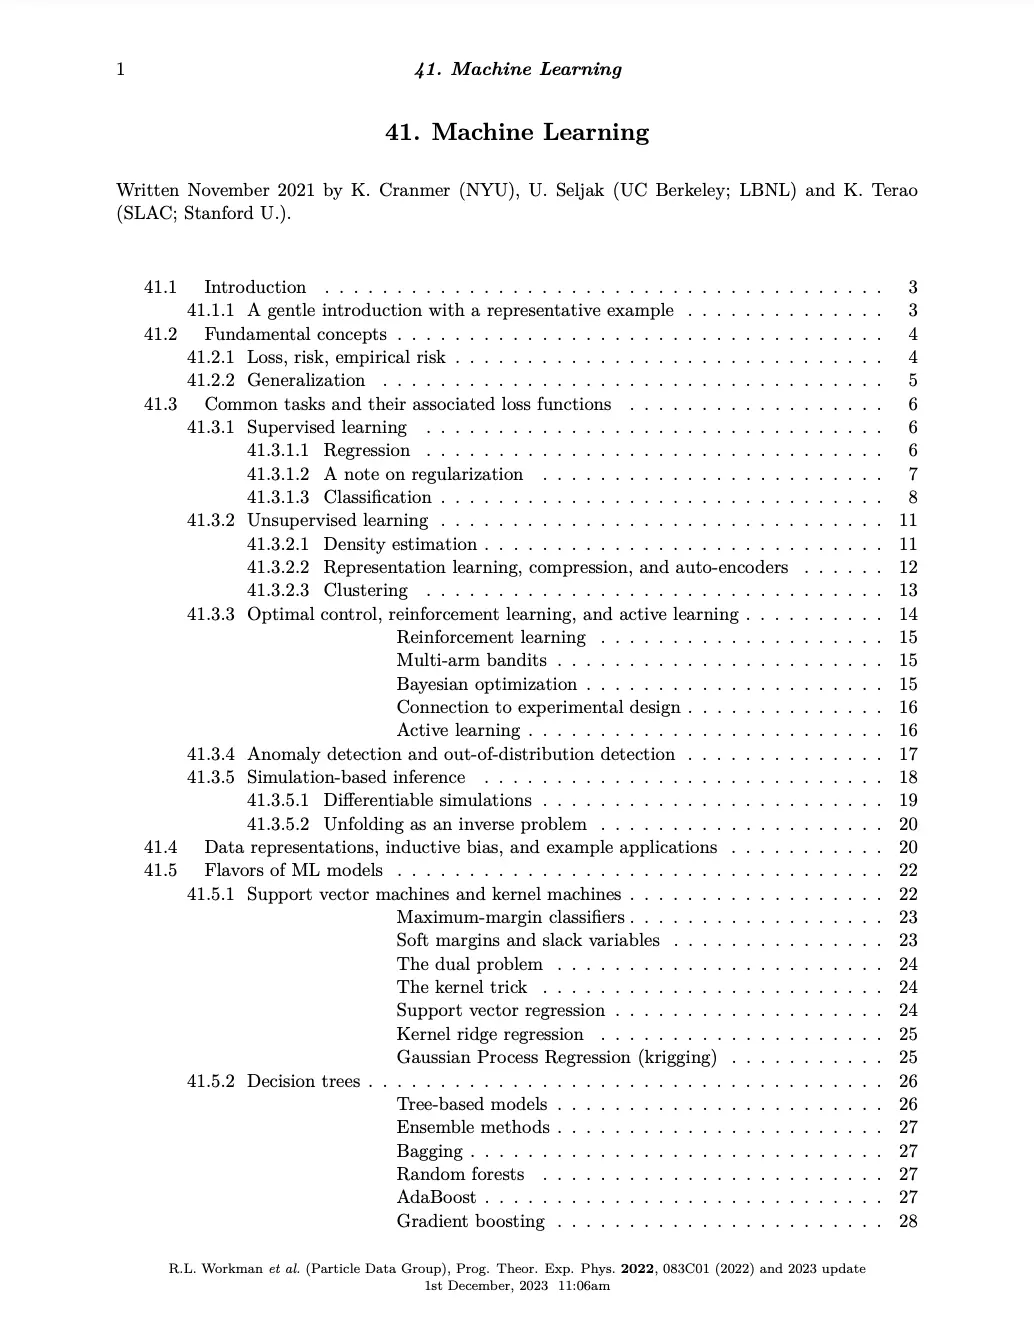 1
41. Machine Learning
41. Machine Learning
Written November 2021 by K. Cranmer (NYU), U. Seljak (UC Berkeley; LBNL) and K. Terao
(SLAC; Stanford U.).
41.1 Introduction . . . . . . . . . . . . . . . . . . . . . . . . . . . . . . . . . . . . . . . 3
41.1.1 A gentle introduction with a representative example . . . . . . . . . . . . . . 3
41.2 Fundamental concepts . . . . . . . . . . . . . . . . . . . . . . . . . . . . . . . . . . 4
41.2.1 Loss, risk, empirical risk . . . . . . . . . . . . . . . . . . . . . . . . . . . . . . 4
41.2.2 Generalization . . . . . . . . . . . . . . . . . . . . . . . . . . . . . . . . . . . 5
41.3 Common tasks and their associated loss functions . . . . . . . . . . . . . . . . . . 6
41.3.1 Supervised learning . . . . . . . . . . . . . . . . . . . . . . . . . . . . . . . . 6
41.3.1.1 Regression . . . . . . . . . . . . . . . . . . . . . . . . . . . . . . . . 6
41.3.1.2 A note on regularization . . . . . . . . . . . . . . . . . . . . . . . . 7
41.3.1.3 Classification . . . . . . . . . . . . . . . . . . . . . . . . . . . . . . . 8
41.3.2 Unsupervised learning . . . . . . . . . . . . . . . . . . . . . . . . . . . . . . . 11
41.3.2.1 Density estimation . . . . . . . . . . . . . . . . . . . . . . . . . . . . 11
41.3.2.2 Representation learning, compression, and auto-encoders . . . . . . 12
41.3.2.3 Clustering . . . . . . . . . . . . . . . . . . . . . . . . . . . . . . . . 13
41.3.3 Optimal control, reinforcement learning, and active learning . . . . . . . . . . 14
Reinforcement learning . . . . . . . . . . . . . . . . . . . . 15
Multi-arm bandits . . . . . . . . . . . . . . . . . . . . . . . 15
Bayesian optimization . . . . . . . . . . . . . . . . . . . . . 15
Connection to experimental design . . . . . . . . . . . . . . 16
Active learning . . . . . . . . . . . . . . . . . . . . . . . . . 16
41.3.4 Anomaly detection and out-of-distribution detection . . . . . . . . . . . . . . 17
41.3.5 Simulation-based inference . . . . . . . . . . . . . . . . . . . . . . . . . . . . 18
41.3.5.1 Differentiable simulations . . . . . . . . . . . . . . . . . . . . . . . . 19
41.3.5.2 Unfolding as an inverse problem . . . . . . . . . . . . . . . . . . . . 20
41.4 Data representations, inductive bias, and example applications . . . . . . . . . . . 20
41.5 Flavors of ML models . . . . . . . . . . . . . . . . . . . . . . . . . . . . . . . . . . 22
41.5.1 Support vector machines and kernel machines . . . . . . . . . . . . . . . . . . 22
Maximum-margin classifiers . . . . . . . . . . . . . . . . . . 23
Soft margins and slack variables . . . . . . . . . . . . . . . 23
The dual problem . . . . . . . . . . . . . . . . . . . . . . . 24
The kernel trick . . . . . . . . . . . . . . . . . . . . . . . . 24
Support vector regression . . . . . . . . . . . . . . . . . . . 24
Kernel ridge regression . . . . . . . . . . . . . . . . . . . . 25
Gaussian Process Regression (krigging) . . . . . . . . . . . 25
41.5.2 Decision trees . . . . . . . . . . . . . . . . . . . . . . . . . . . . . . . . . . . . 26
Tree-based models . . . . . . . . . . . . . . . . . . . . . . . 26
Ensemble methods . . . . . . . . . . . . . . . . . . . . . . . 27
Bagging . . . . . . . . . . . . . . . . . . . . . . . . . . . . . 27
Random forests . . . . . . . . . . . . . . . . . . . . . . . . 27
AdaBoost . . . . . . . . . . . . . . . . . . . . . . . . . . . . 27
Gradient boosting . . . . . . . . . . . . . . . . . . . . . . . 28
R.L. Workman et al. (Particle Data Group), Prog. Theor. Exp. Phys. 2022, 083C01 (2022) and 2023 update
1st December, 2023 11:06am